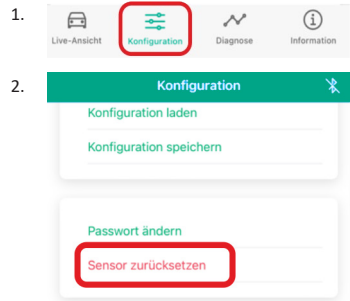 1.
Live-Ansicht Konfiguration Diagnose Information
2.
Konfiguration
Konfiguration laden
Konfiguration speichern
Passwort ändern
Sensor zurücksetzen